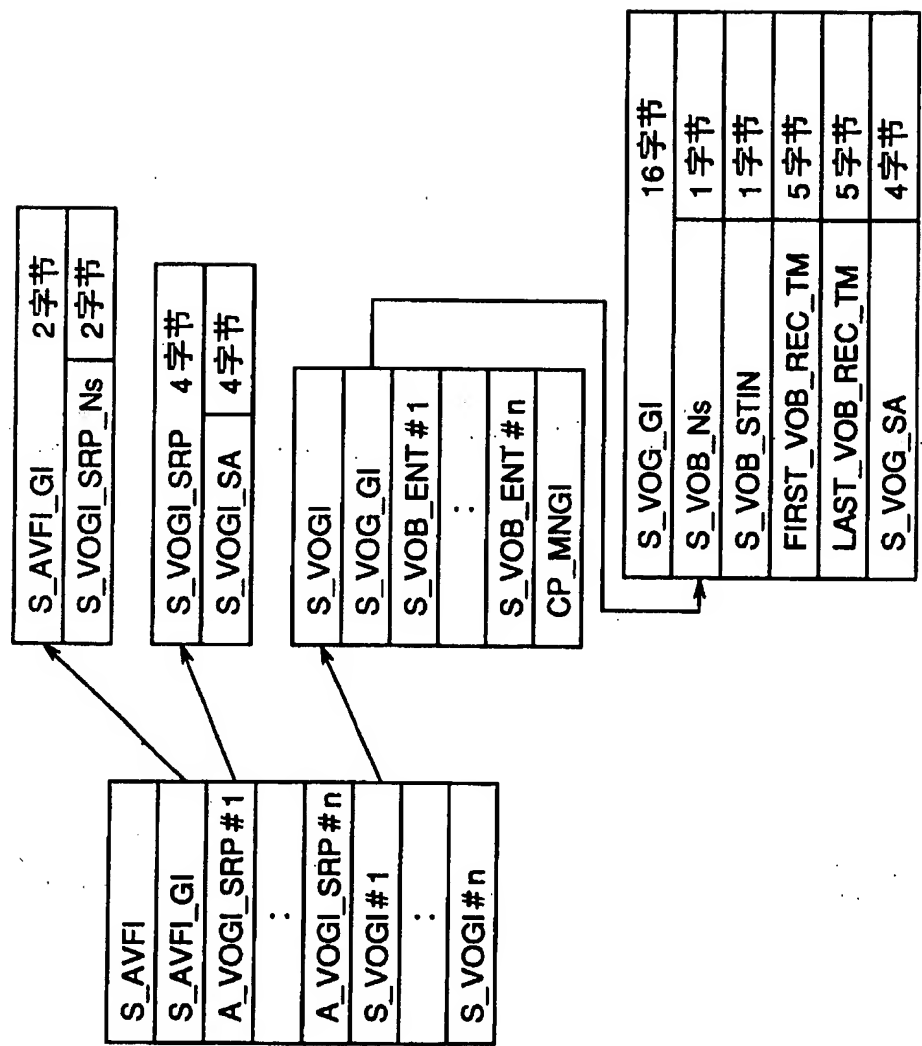 S_AVFI
S_AVFI_GI
A_VOGI_SRP#1
:
A_VOGI_SRP#n
S_VOGI#1
:
S_VOGI#n
S_AVFI_GI 2字节
S_VOGI_SRP_Ns 2字节
S_VOGI_SRP 4字节
S_VOGI_SA 4字节
S_VOGI
S_VOG_GI
S_VOB_ENT#1
:
S_VOB_ENT#n
CP_MNGI
S_VOG_GI 16字节
S_VOB_Ns 1字节
S_VOB_STIN 1字节
FIRST_VOB_REC_TM 5字节
LAST_VOB_REC_TM 5字节
S_VOG_SA 4字节